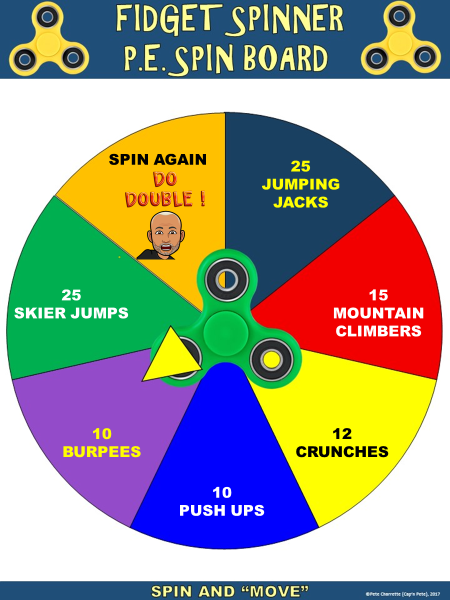 FIDGET SPINNER
P.E. SPIN BOARD
SPIN AGAIN
DO
DOUBLE !
25
JUMPING
JACKS
25
SKIER JUMPS
15
MOUNTAIN
CLIMBERS
10
BURPEES
12
CRUNCHES
10
PUSH UPS
SPIN AND “MOVE”
©Pete Charrette [Cap'n Pete], 2017